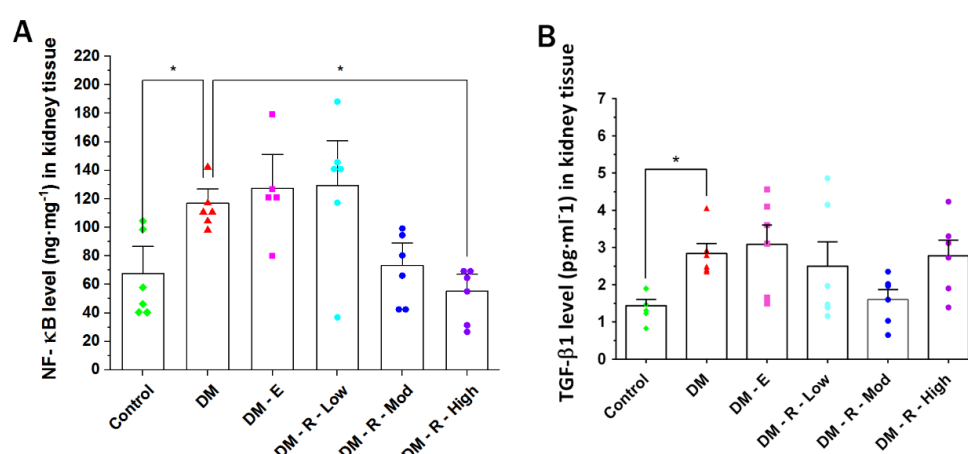 A
NF- κB level (ng·mg⁻¹) in kidney tissue
220
200
180
160
140
120
100
80
60
40
20
0
*
*
Control
DM
DM - E
DM - R - Low
DM - R - Mod
DM - R - High
B
TGF-β1 level (pg·ml⁻1) in kidney tissue
7
6
5
4
3
2
1
0
*
Control
DM
DM - E
DM - R - Low
DM - R - Mod
DM - R - High